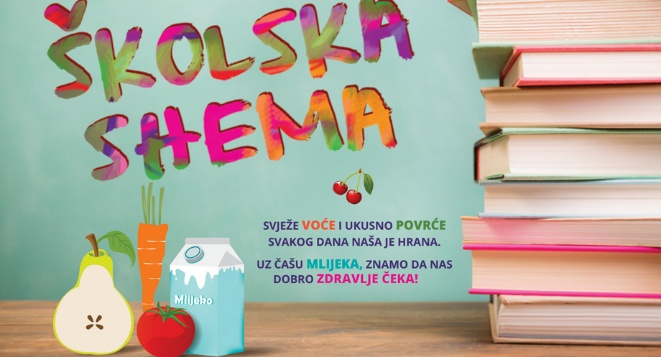 ŠKOLSKA
SHEMA
SVJEŽE VOĆE I UKUSNO POVRĆE
SVAKOG DANA NAŠA JE HRANA.
UZ ČAŠU MLIJEKA, ZNAMO DA NAS
DOBRO ZDRAVLJE ČEKA!
Mlijeko